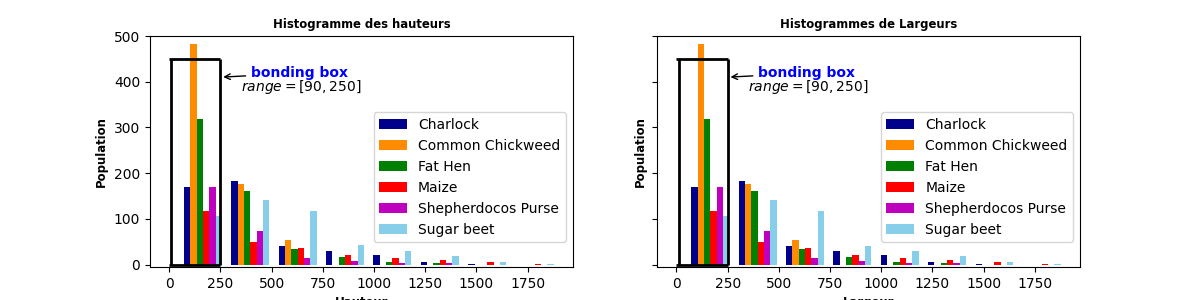 Histogramme des hauteurs
500
400
300
200
100
0
Population
bonding box
range = [90, 250]
Charlock
Common Chickweed
Fat Hen
Maize
Shepherdocos Purse
Sugar beet
0 250 500 750 1000 1250 1500 1750
Hauteur
Histogrammes de Largeurs
Population
bonding box
range = [90, 250]
Charlock
Common Chickweed
Fat Hen
Maize
Shepherdocos Purse
Sugar beet
0 250 500 750 1000 1250 1500 1750
Largeur